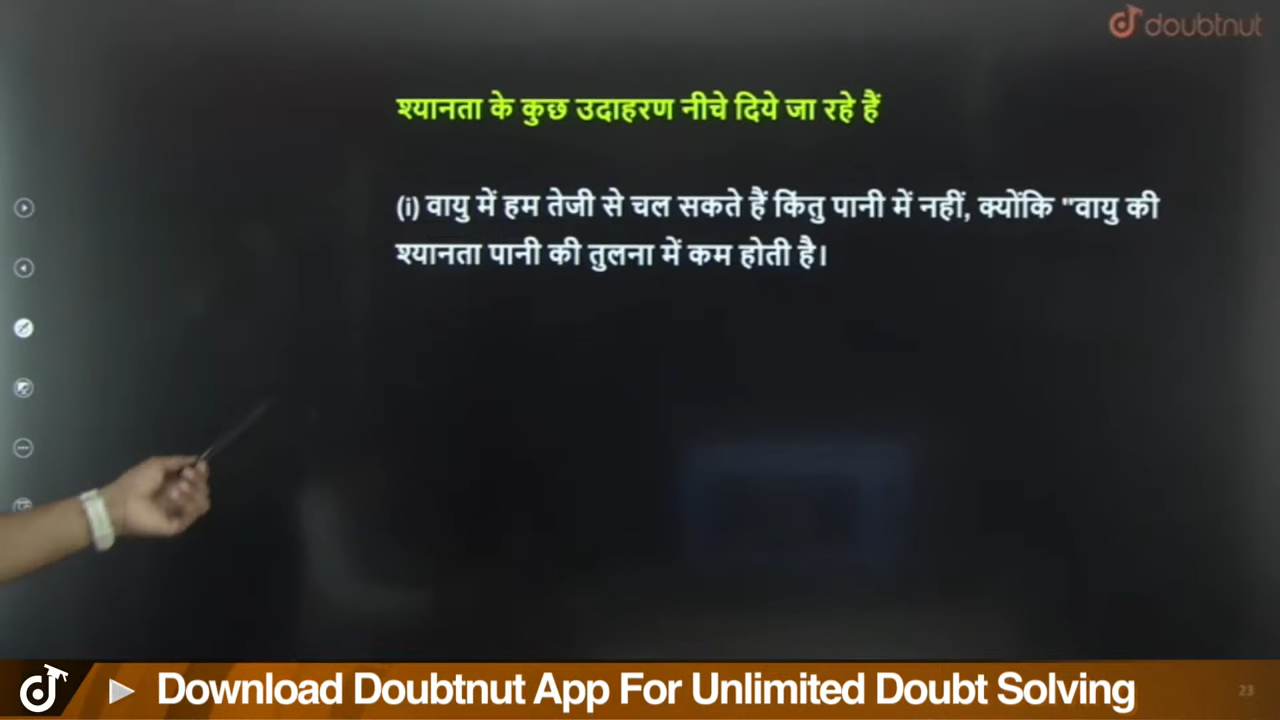 doubtnut
श्यानता के कुछ उदाहरण नीचे दिये जा रहे हैं
(i) वायु में हम तेजी से चल सकते हैं किंतु पानी में नहीं, क्योंकि "वायु की
श्यानता पानी की तुलना में कम होती है।
Download Doubtnut App For Unlimited Doubt Solving
23